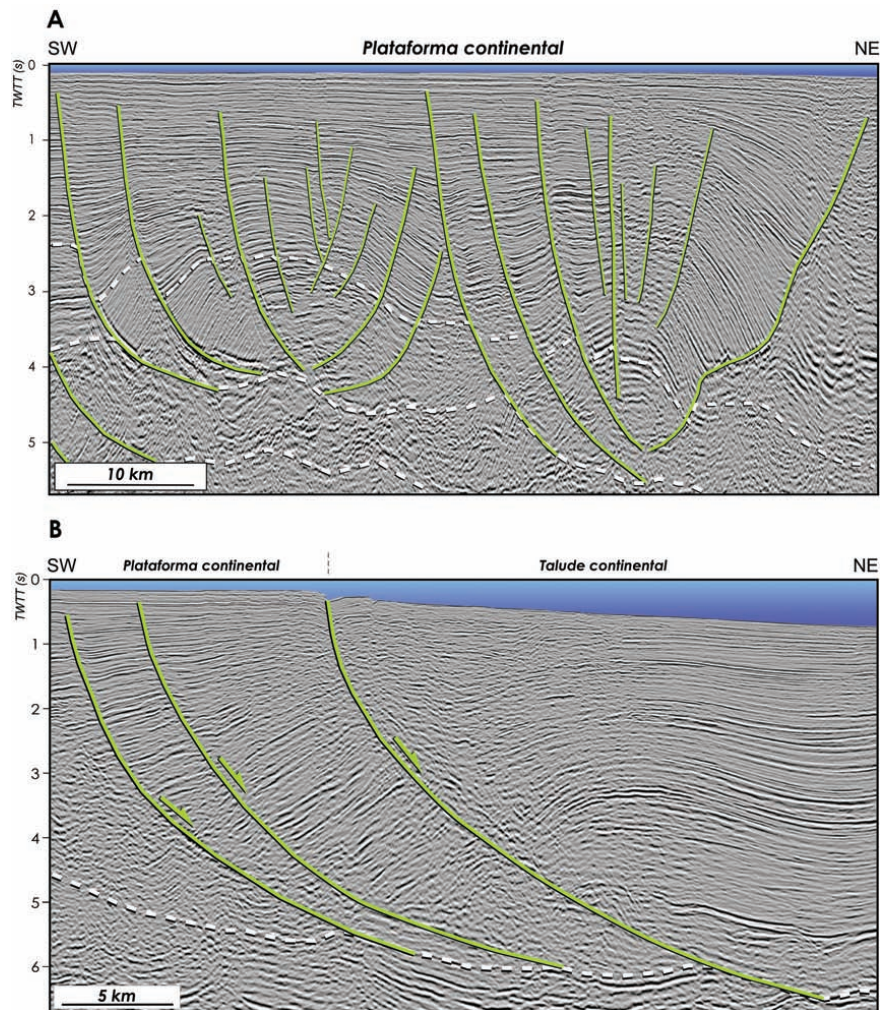 A
SW Plataforma continental NE
TWTT (s)
0
1
2
3
4
5
10 km
B
SW Plataforma continental Talude continental NE
TWTT (s)
0
1
2
3
4
5
6
5 km